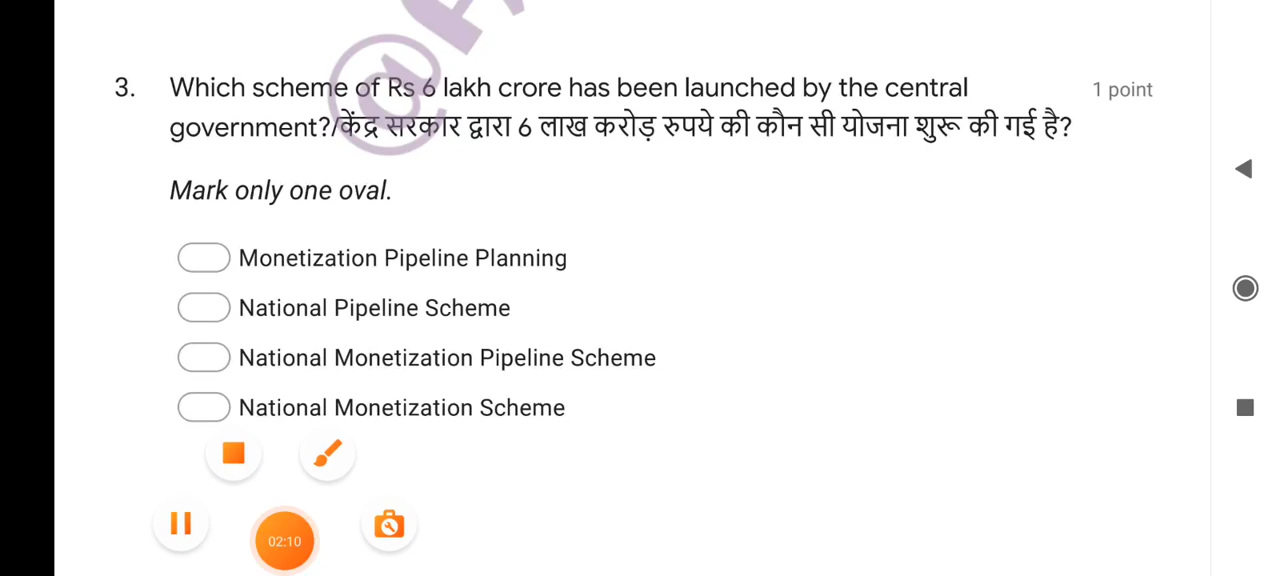 3. Which scheme of Rs 6 lakh crore has been launched by the central 1 point
government?/केंद्र सरकार द्वारा 6 लाख करोड़ रुपये की कौन सी योजना शुरू की गई है?
Mark only one oval.
Monetization Pipeline Planning
National Pipeline Scheme
National Monetization Pipeline Scheme
National Monetization Scheme
02:10